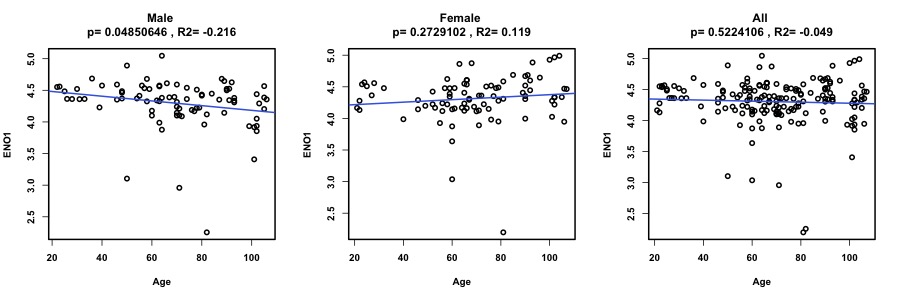 Male
p= 0.04850646 , R2= -0.216
ENO1
5.0
4.5
4.0
3.5
3.0
2.5
20 40 60 80 100
Age
Female
p= 0.2729102 , R2= 0.119
ENO1
5.0
4.5
4.0
3.5
3.0
2.5
20 40 60 80 100
Age
All
p= 0.5224106 , R2= -0.049
ENO1
5.0
4.5
4.0
3.5
3.0
2.5
20 40 60 80 100
Age